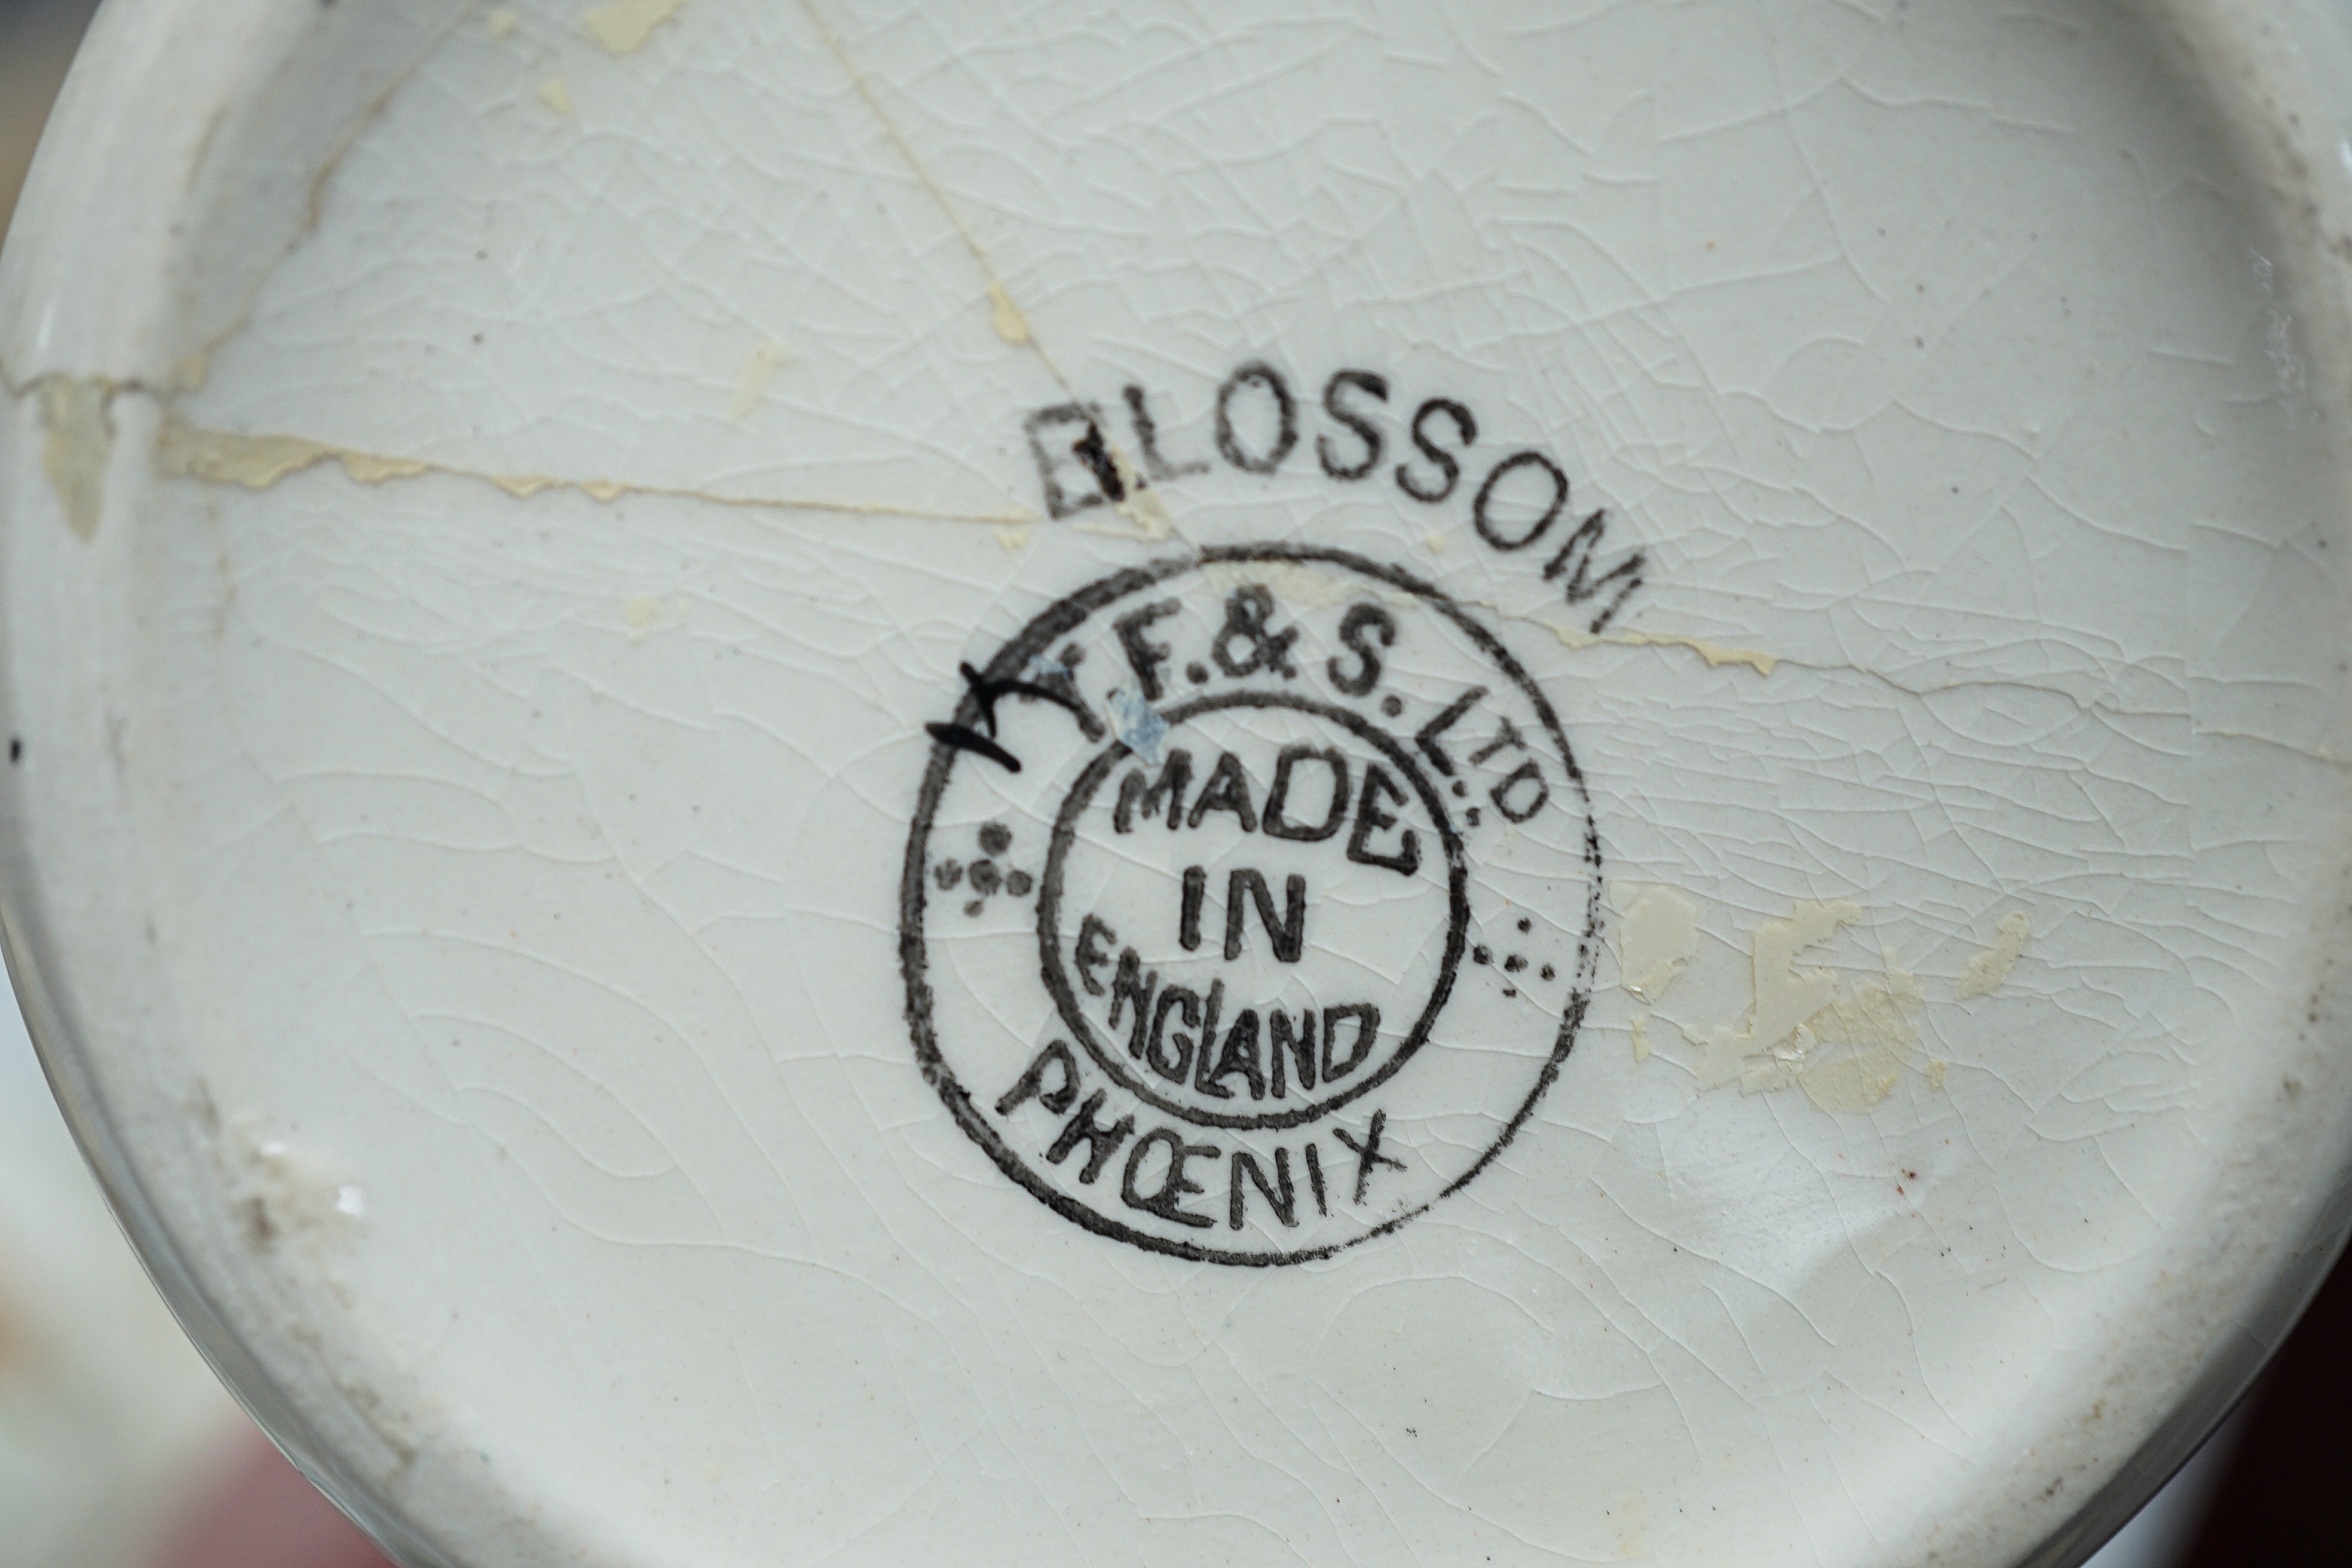 BLOSSOM
T.F.&S.LTD
MADE
IN
ENGLAND
PHŒNIX